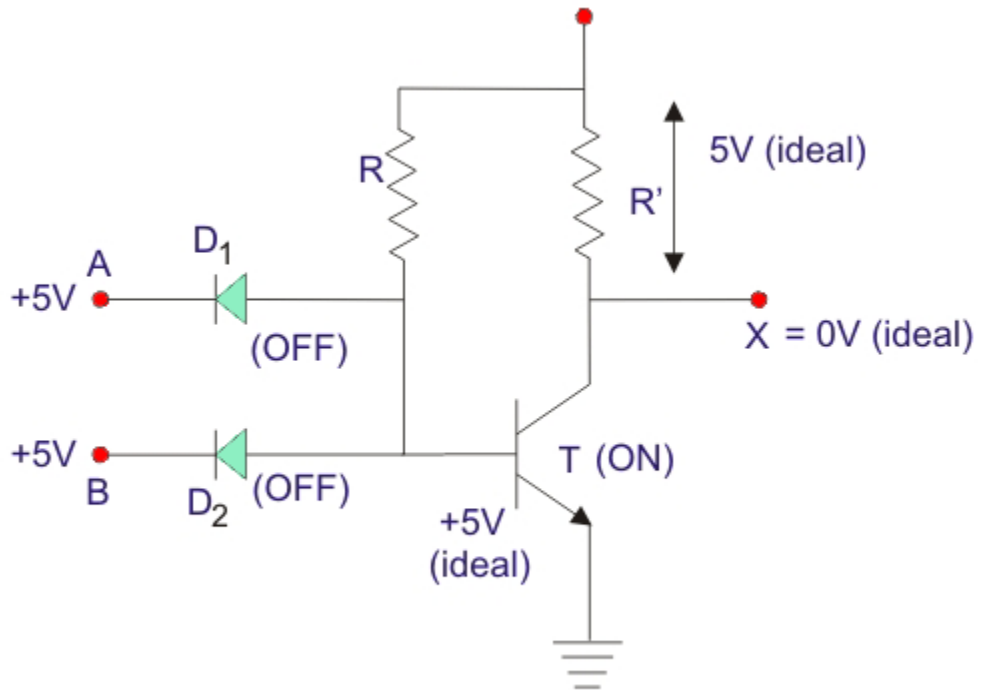 5V (ideal)
R
R’
D1
A
+5V
(OFF)
X = 0V (ideal)
+5V
B
D2
(OFF)
T (ON)
+5V
(ideal)